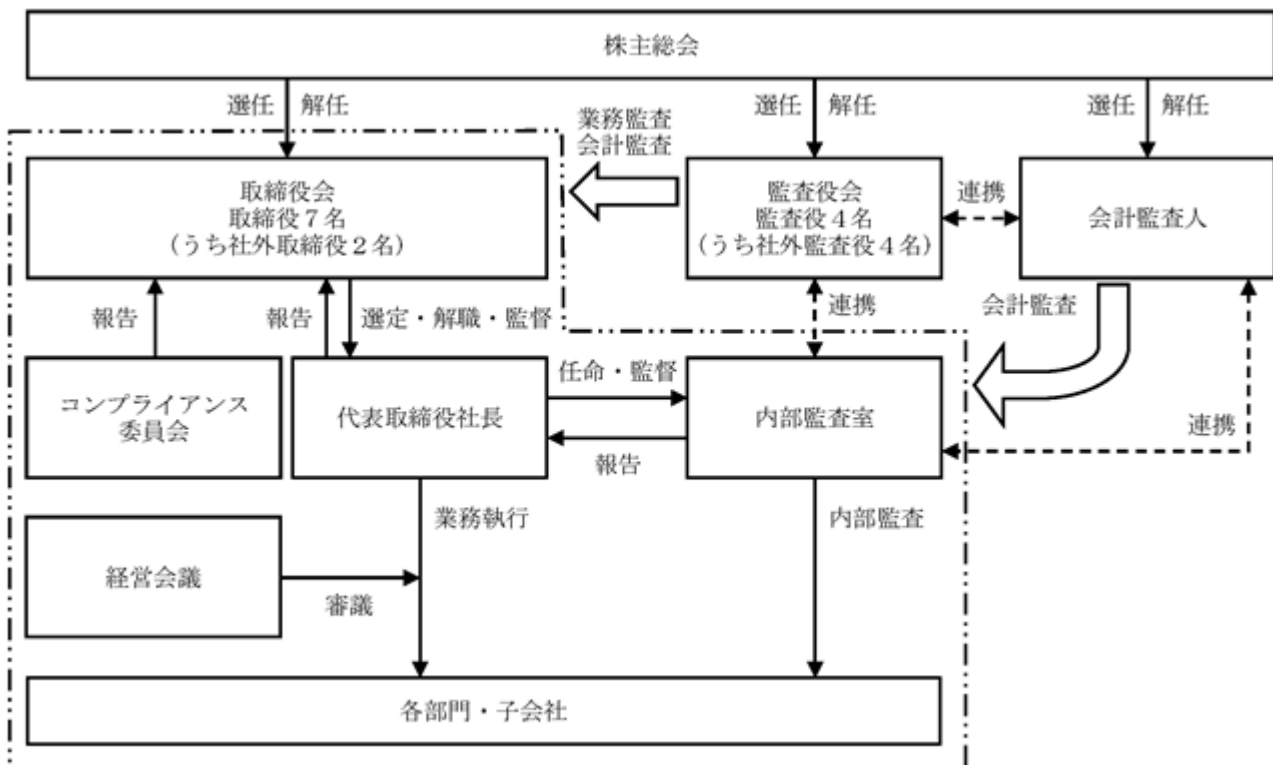 株主総会
選任 解任
選任 解任
選任 解任
業務監査
会計監査
取締役会
取締役7名
(うち社外取締役2名)
監査役会
監査役4名
(うち社外監査役4名)
連携
会計監査人
報告
報告
選定・解職・監督
連携
会計監査
コンプライアンス
委員会
代表取締役社長
任命・監督
報告
内部監査室
連携
業務執行
内部監査
経営会議
審議
各部門・子会社